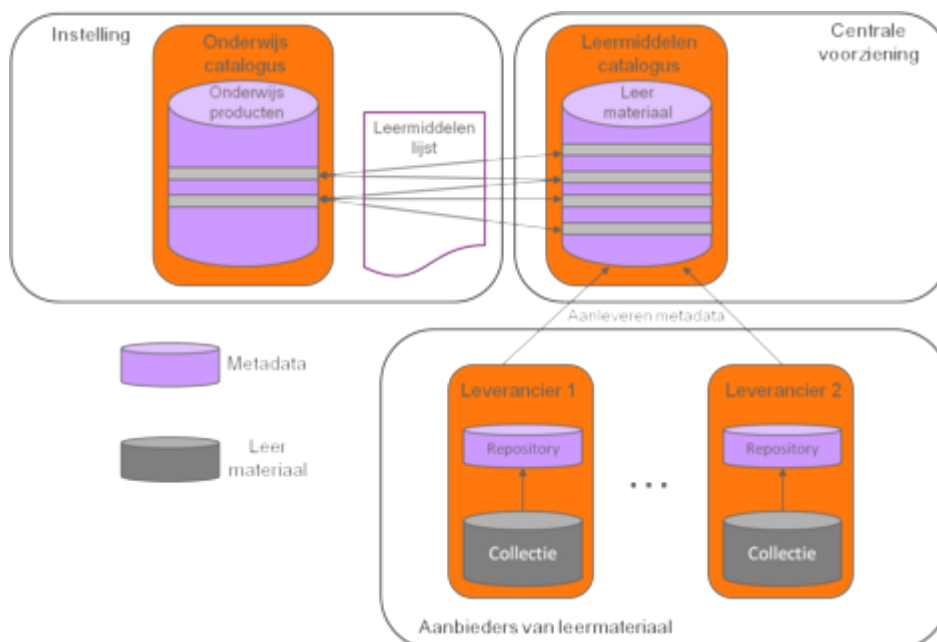 Instelling
Onderwijs
catalogus
Onderwijs
producten
Leermiddelen
lijst
Leermiddelen
catalogus
Leer
materiaal
Centrale
voorziening
Aanleveren metadata
Metadata
Leer
materiaal
Leverancier 1
Repository
Collectie
...
Leverancier 2
Repository
Collectie
Aanbieders van leermateriaal